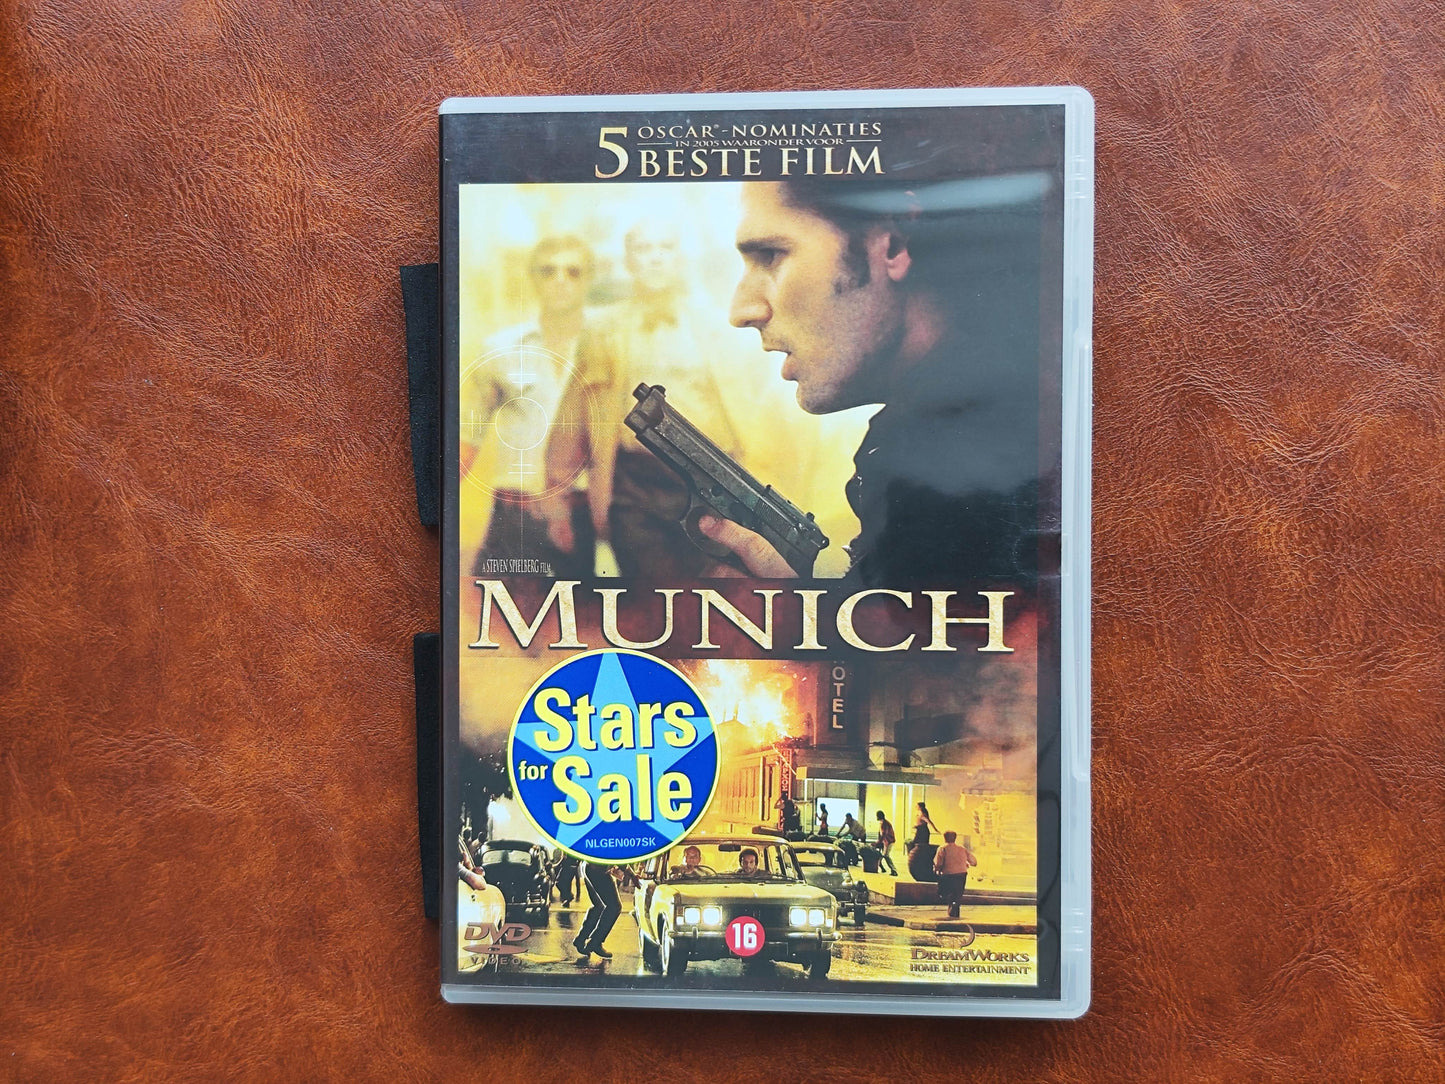 5 OSCAR®-NOMINATIES
IN 2005 WAARONDER VOOR
BESTE FILM
A STEVEN SPIELBERG FILM
MUNICH
Stars
for Sale
NLGEN007SK
HOTEL
16
DVD
VIDEO
DREAMWORKS
HOME ENTERTAINMENT